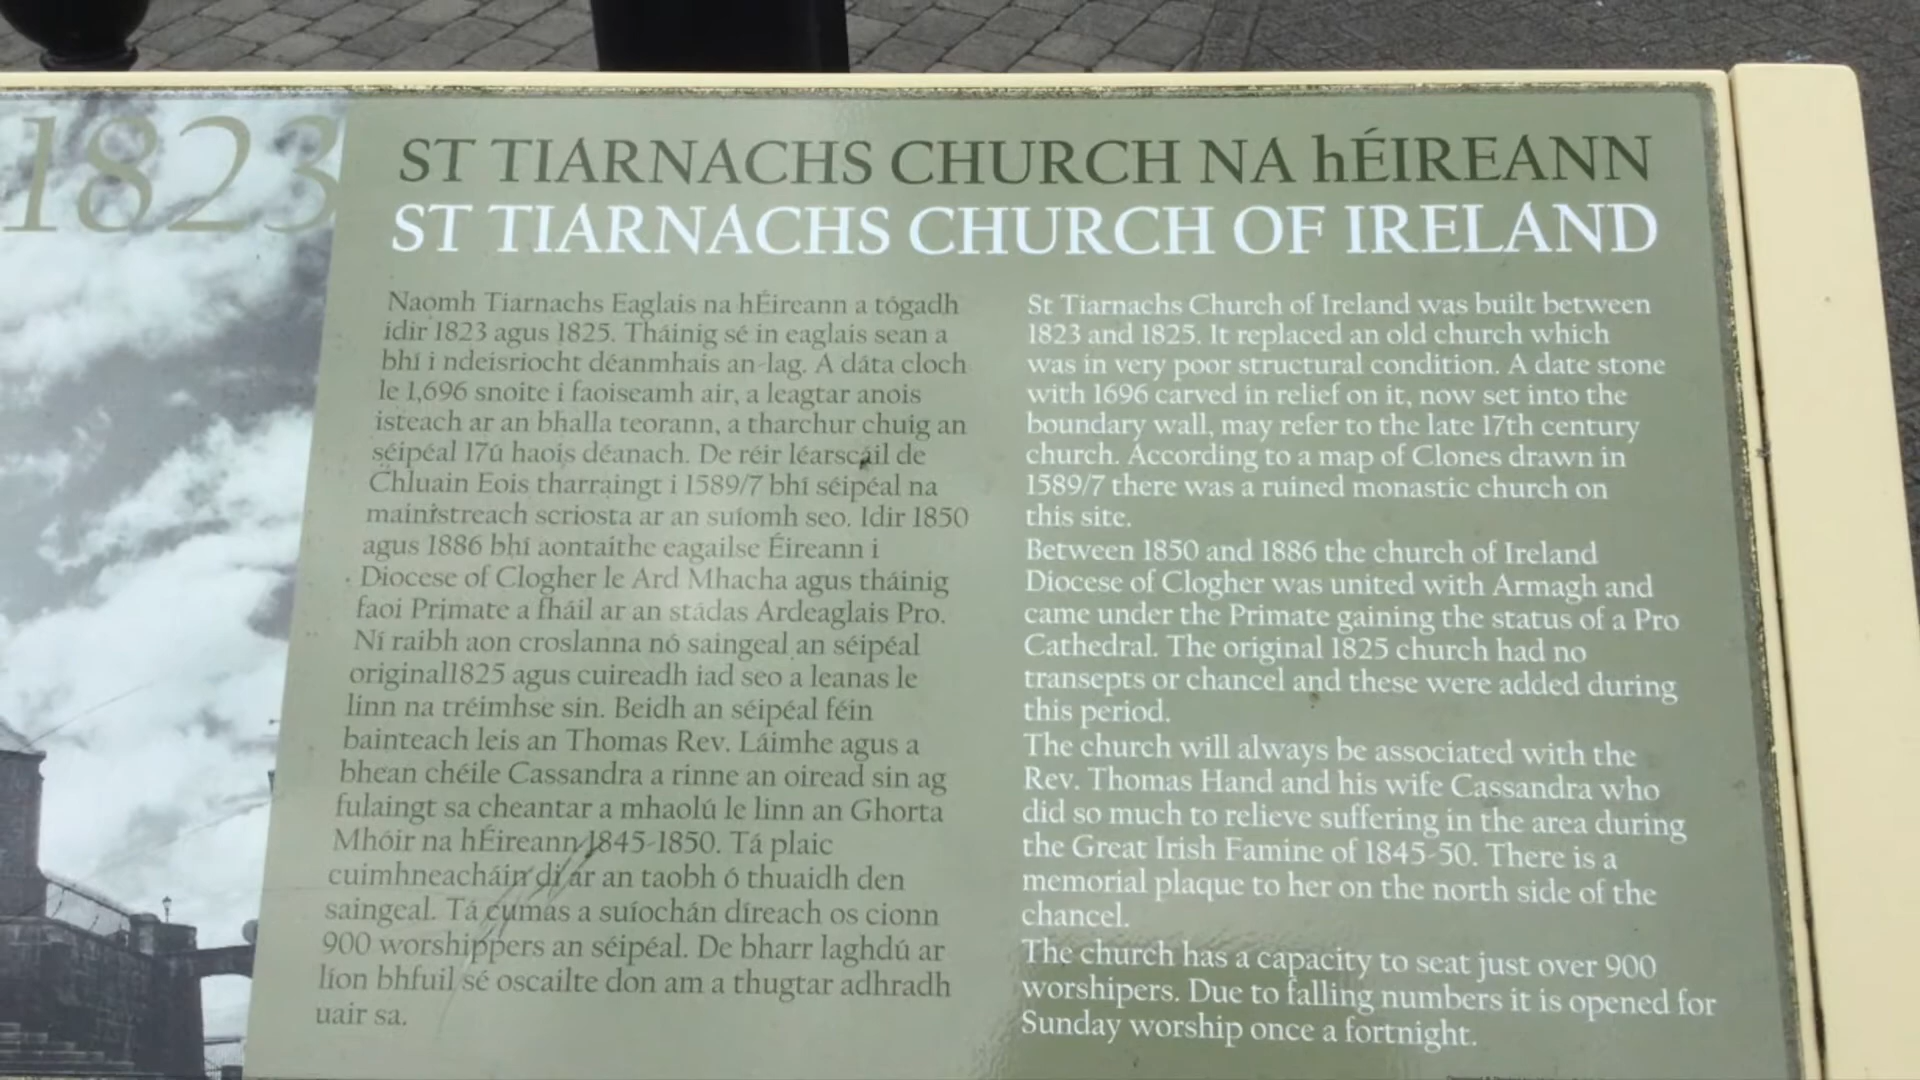 1823
ST TIARNACHS CHURCH NA hÉIREANN
ST TIARNACHS CHURCH OF IRELAND
Naomh Tiarnachs Eaglais na hÉireann a tógadh
idir 1823 agus 1825. Tháinig sé in eaglais sean a
bhí i ndeisriocht déanmhais an-lag. A dáta cloch
le 1,696 snoite i faoiseamh air, a leagtar anois
isteach ar an bhalla teorann, a tharchur chuig an
séipéal 17ú haois déanach. De réir léarscáil de
Chluain Eois tharraingt i 1589/7 bhí séipéal na
mainistreach scriosta ar an suíomh seo. Idir 1850
agus 1886 bhí aontaithe eagailse Éireann i
Diocese of Clogher le Ard Mhacha agus tháinig
faoi Primate a fháil ar an stádas Ardeaglais Pro.
Ní raibh aon croslanna nó saingeal an séipéal
original1825 agus cuireadh iad seo a leanas le
linn na tréimhse sin. Beidh an séipéal féin
bainteach leis an Thomas Rev. Láimhe agus a
bhean chéile Cassandra a rinne an oiread sin ag
fulaingt sa cheantar a mhaolú le linn an Ghorta
Mhóir na hÉireann 1845-1850. Tá plaic
cuimhneacháin di ar an taobh ó thuaidh den
saingeal. Tá cumas a suíochán díreach os cionn
900 worshippers an séipéal. De bharr laghdú ar
líon bhfuil sé oscailte don am a thugtar adhradh
uair sa.
St Tiarnachs Church of Ireland was built between
1823 and 1825. It replaced an old church which
was in very poor structural condition. A date stone
with 1696 carved in relief on it, now set into the
boundary wall, may refer to the late 17th century
church. According to a map of Clones drawn in
1589/7 there was a ruined monastic church on
this site.
Between 1850 and 1886 the church of Ireland
Diocese of Clogher was united with Armagh and
came under the Primate gaining the status of a Pro
Cathedral. The original 1825 church had no
transepts or chancel and these were added during
this period.
The church will always be associated with the
Rev. Thomas Hand and his wife Cassandra who
did so much to relieve suffering in the area during
the Great Irish Famine of 1845-50. There is a
memorial plaque to her on the north side of the
chancel.
The church has a capacity to seat just over 900
worshipers. Due to falling numbers it is opened for
Sunday worship once a fortnight.